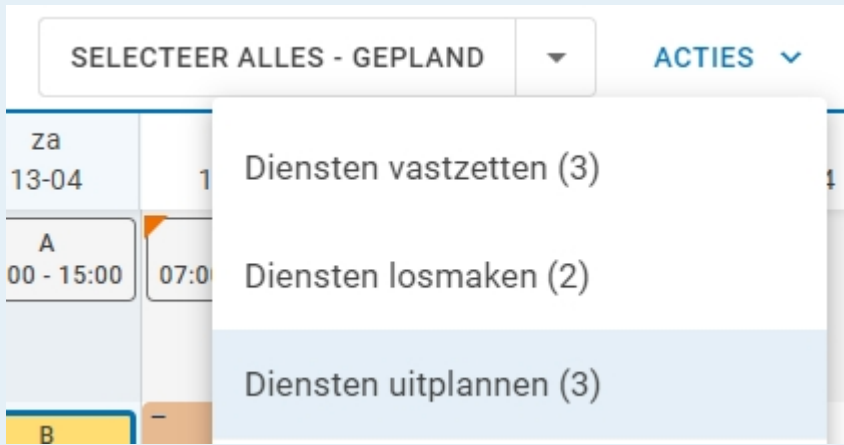 SELECTEER ALLES - GEPLAND
ACTIES
za
13-04
Diensten vastzetten (3)
A
00 - 15:00
07:0
Diensten losmaken (2)
Diensten uitplannen (3)
B